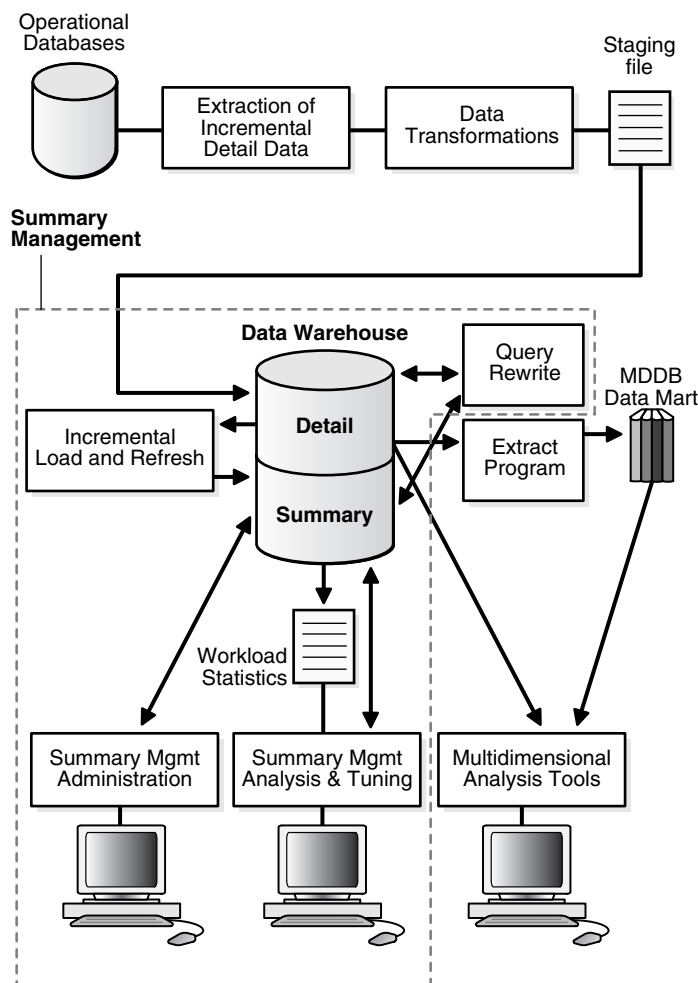 Operational
Databases
Extraction of
Incremental
Detail Data
Data
Transformations
Staging
file
Summary
Management
Data Warehouse
Query
Rewrite
MDDB
Data Mart
Detail
Incremental
Load and Refresh
Extract
Program
Summary
Workload
Statistics
Summary Mgmt
Administration
Summary Mgmt
Analysis & Tuning
Multidimensional
Analysis Tools